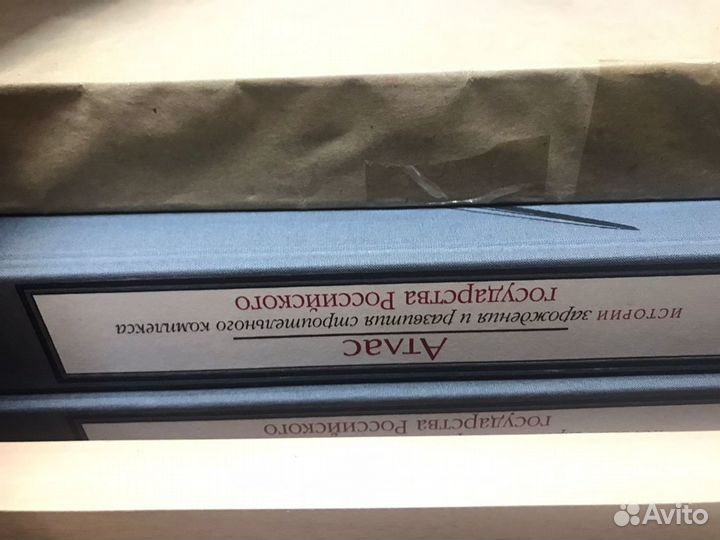 Атлас
истории зарождения и развития строительного комплекса
государства Российского
государства Российского
Avito